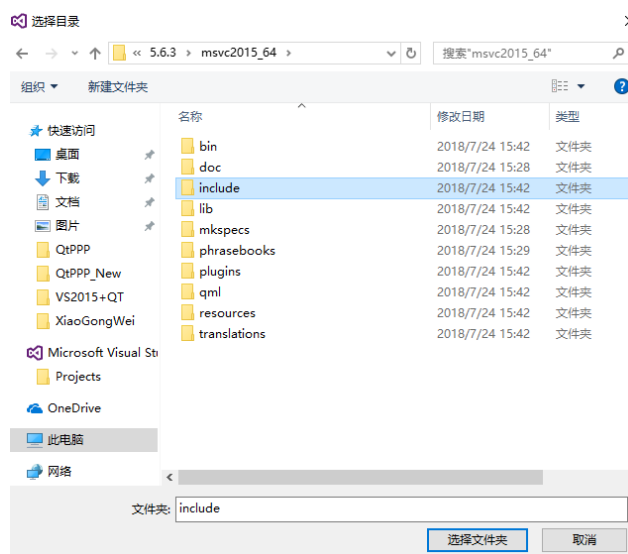 选择目录
« 5.6.3 › msvc2015_64 ›
搜索"msvc2015_64"
组织 新建文件夹
名称 修改日期 类型
快速访问
桌面
下载
文档
图片
QtPPP
QtPPP_New
VS2015+QT
XiaoGongWei
Microsoft Visual Stu
Projects
OneDrive
此电脑
网络
bin 2018/7/24 15:42 文件夹
doc 2018/7/24 15:28 文件夹
include 2018/7/24 15:42 文件夹
lib 2018/7/24 15:42 文件夹
mkspecs 2018/7/24 15:28 文件夹
phrasebooks 2018/7/24 15:29 文件夹
plugins 2018/7/24 15:42 文件夹
qml 2018/7/24 15:42 文件夹
resources 2018/7/24 15:42 文件夹
translations 2018/7/24 15:42 文件夹
文件夹: include
选择文件夹 取消